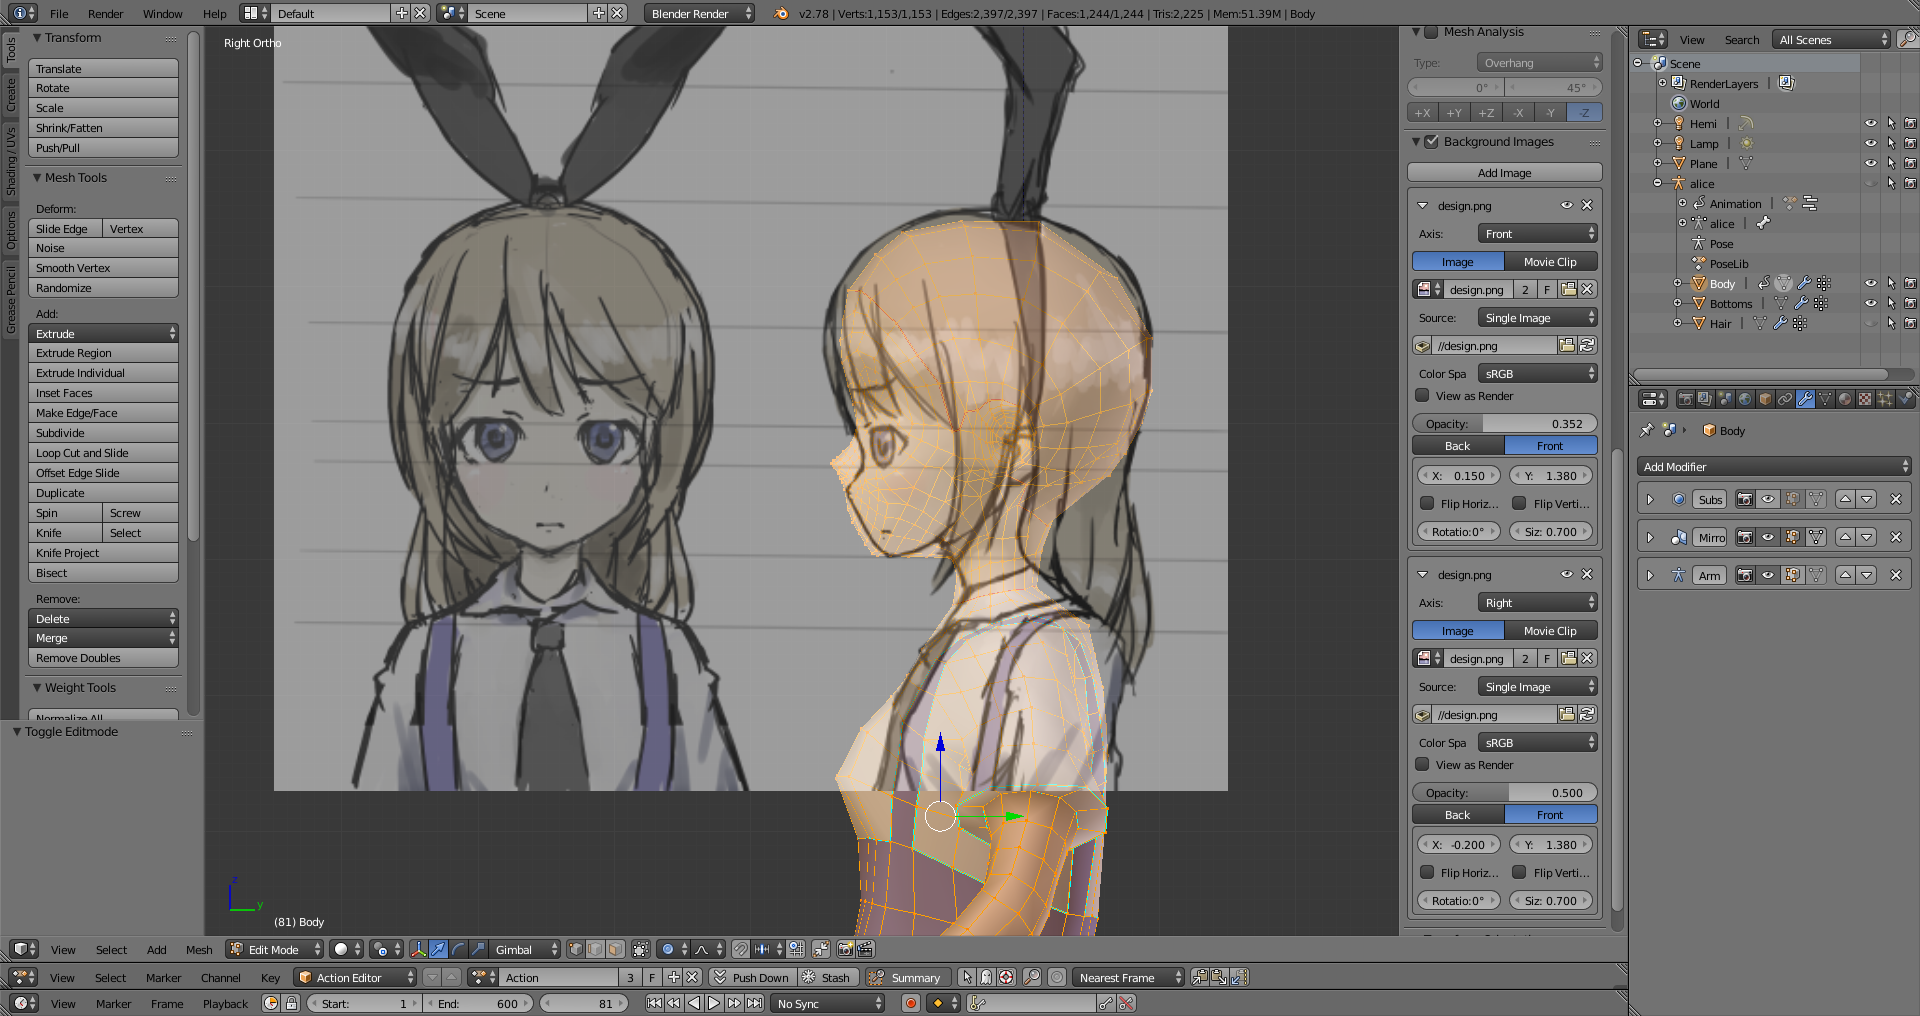 File Render Window Help Default Scene Blender Render v2.78 | Verts:1,153/1,153 | Edges:2,397/2,397 | Faces:1,244/1,244 | Tris:2,225 | Mem:51.39M | Body
Tools
Create
Shading / UVs
Options
Grease Pencil
Transform
Translate
Rotate
Scale
Shrink/Fatten
Push/Pull
Mesh Tools
Deform:
Slide Edge Vertex
Noise
Smooth Vertex
Randomize
Add:
Extrude
Extrude Region
Extrude Individual
Inset Faces
Make Edge/Face
Subdivide
Loop Cut and Slide
Offset Edge Slide
Duplicate
Spin Screw
Knife Select
Knife Project
Bisect
Remove:
Delete
Merge
Remove Doubles
Weight Tools
Normalize All
Toggle Editmode
Right Ortho
z
y
(81) Body
Mesh Analysis
Type: Overhang
0° 45°
+X +Y +Z -X -Y -Z
Background Images
Add Image
design.png
Axis: Front
Image Movie Clip
design.png 2 F
Source: Single Image
//design.png
Color Spa sRGB
View as Render
Opacity: 0.352
Back Front
X: 0.150 Y: 1.380
Flip Horiz... Flip Verti...
Rotatio:0° Siz: 0.700
design.png
Axis: Right
Image Movie Clip
design.png 2 F
Source: Single Image
//design.png
Color Spa sRGB
View as Render
Opacity: 0.500
Back Front
X: -0.200 Y: 1.380
Flip Horiz... Flip Verti...
Rotatio:0° Siz: 0.700
View Search All Scenes
Scene
RenderLayers
World
Hemi
Lamp
Plane
alice
Animation
alice
Pose
PoseLib
Body
Bottoms
Hair
Body
Add Modifier
Subs
Mirro
Arm
View Select Add Mesh Edit Mode Gimbal
View Select Marker Channel Key Action Editor Action 3 F Push Down Stash Summary Nearest Frame
View Marker Frame Playback Start: 1 End: 600 81 No Sync